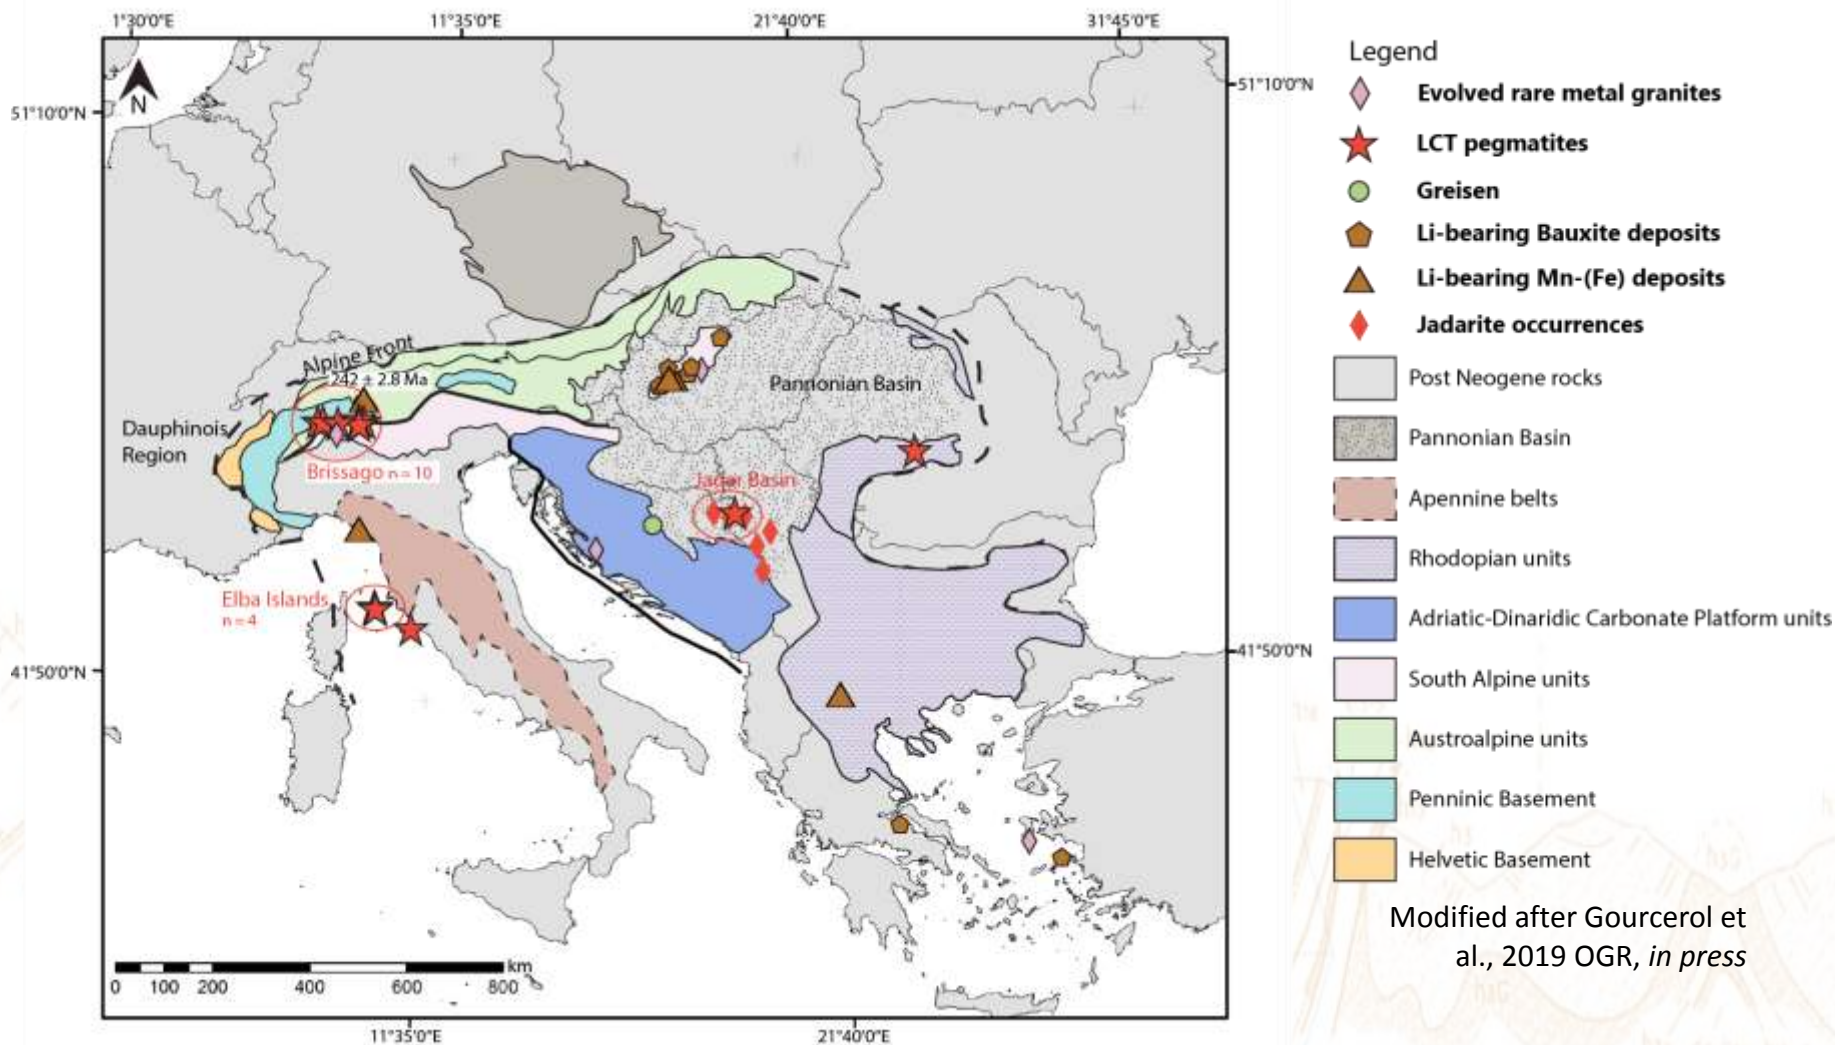 1°30'0"E
11°35'0"E
21°40'0"E
31°45'0"E
51°10'0"N
51°10'0"N
N
Alpine Front
242 ± 2.8 Ma
Dauphinois
Region
Brissago n = 10
Pannonian Basin
Jadar Basin
Elba Islands
n = 4
41°50'0"N
41°50'0"N
km
0 100 200 400 600 800
11°35'0"E
21°40'0"E
Legend
Evolved rare metal granites
LCT pegmatites
Greisen
Li-bearing Bauxite deposits
Li-bearing Mn-(Fe) deposits
Jadarite occurrences
Post Neogene rocks
Pannonian Basin
Apennine belts
Rhodopian units
Adriatic-Dinaridic Carbonate Platform units
South Alpine units
Austroalpine units
Penninic Basement
Helvetic Basement
Modified after Gourcerol et
al., 2019 OGR, in press